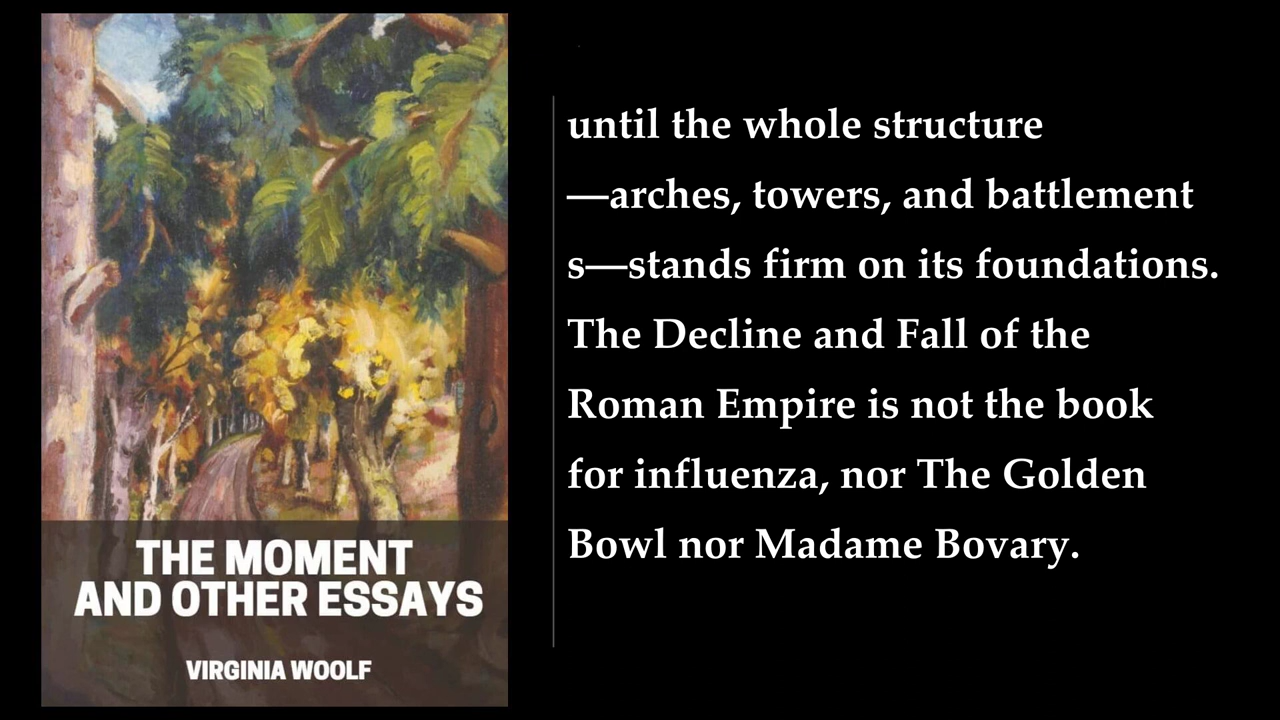 THE MOMENT
AND OTHER ESSAYS
VIRGINIA WOOLF
until the whole structure
—arches, towers, and battlement
s—stands firm on its foundations.
The Decline and Fall of the
Roman Empire is not the book
for influenza, nor The Golden
Bowl nor Madame Bovary.